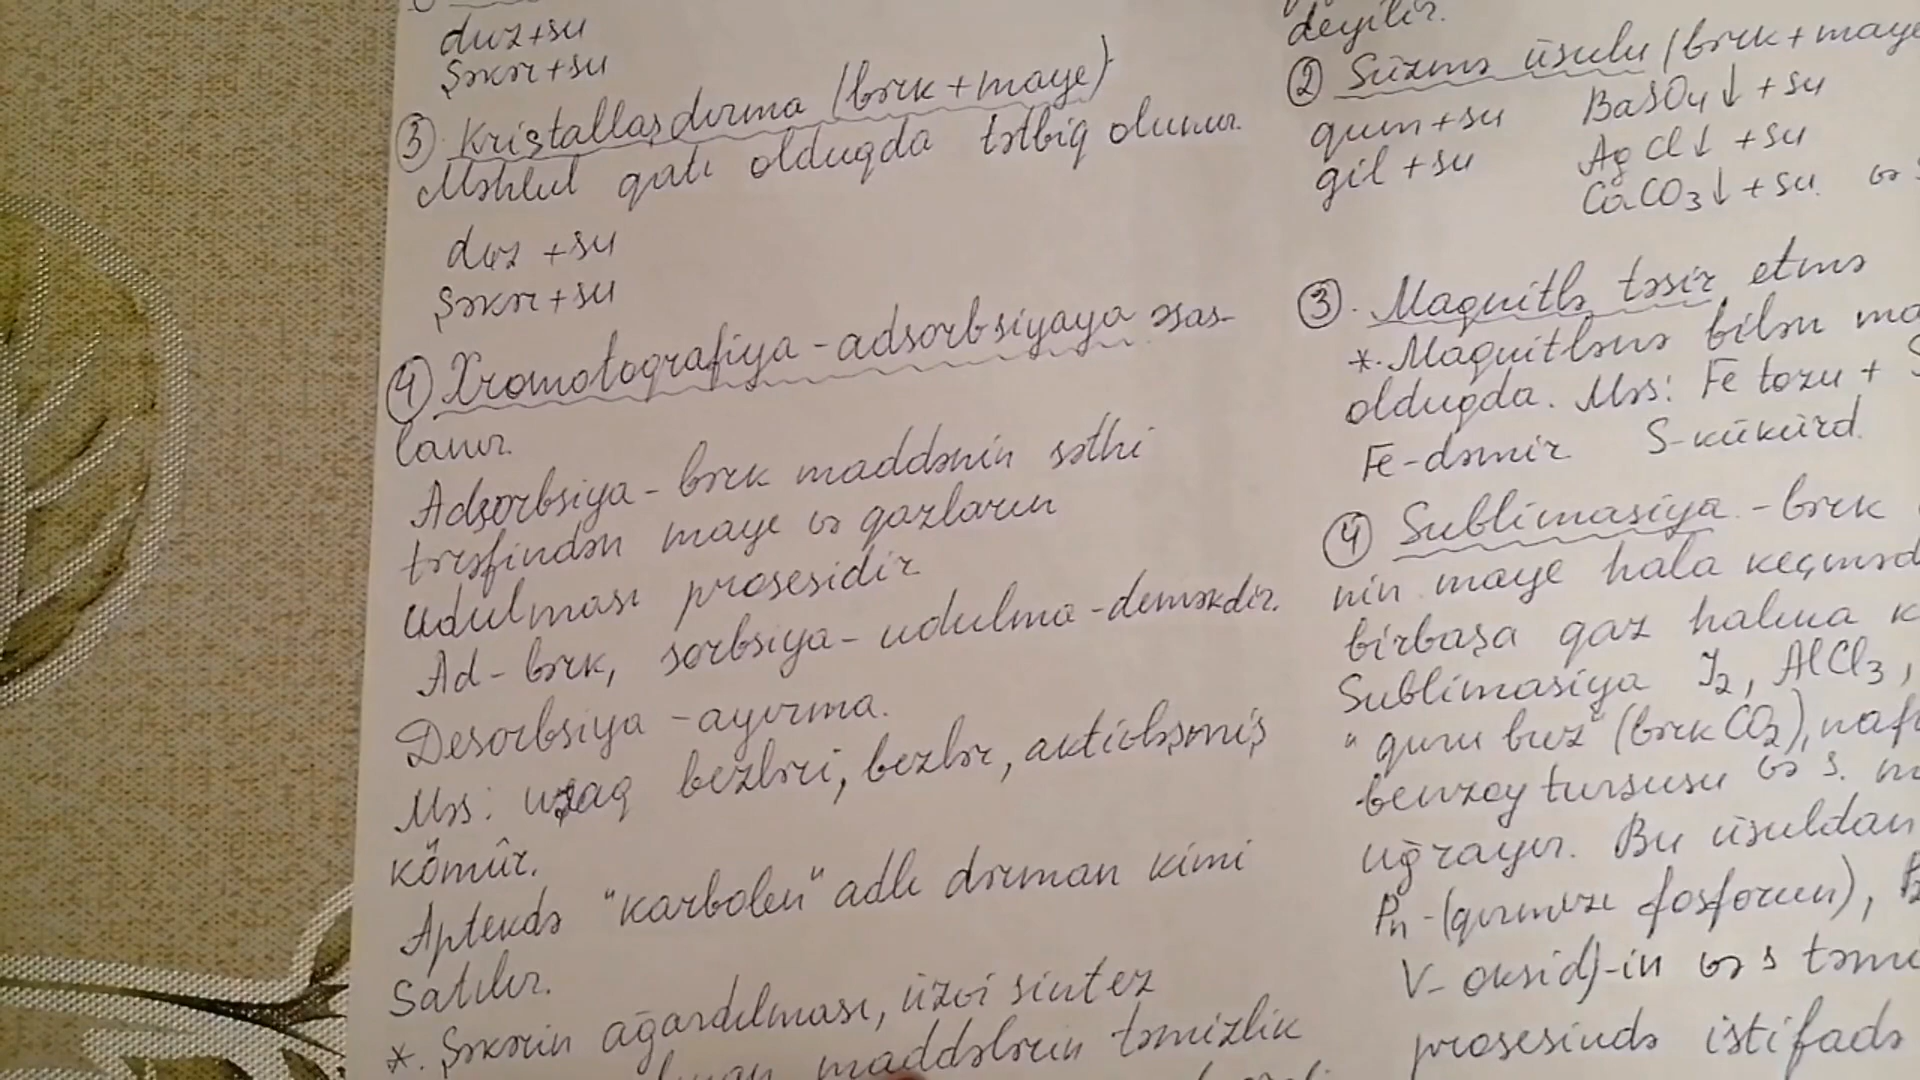 duz+su
Şəkər+su
③ Kristallaşdırma (bərk+maye)
Məhlul qatı olduqda tətbiq olunur.
duz +su
Şəkər+su
④ Xromotoqrafiya - adsorbsiyaya əsas-
lanır.
Adsorbsiya - bərk maddənin səthi
tərəfindən maye və qazların
udulması prosesidir
Ad - bərk, sorbsiya - udulma - deməkdir.
Desorbsiya - ayırma.
Məs: uşaq bezləri, bezlər, aktivləşmiş
kömür.
Aptekdə "karbolen" adlı dərman kimi
Satılır.
*. Şəkərin ağardılması, üzvi sintez
maddələrin təmizlik
deyilir.
② Süzmə üsulu (bərk+maye
qum+su BaSO4↓ + su
gil +su AgCl↓ + su
CaCO3↓ + su. və
③. Maqnitlə təsir etmə
*. Maqnitlənə bilən
olduqda. Məs: Fe tozu + S
Fe-dəmir S-kükürd.
④ Sublimasiya - bərk
nin maye hala
birbaşa qaz halına
Sublimasiya J2, AlCl3,
"quru buz" (bərk CO2),
benzoy turşusu və s.
uğrayır. Bu üsuldan
Pn - (qırmızı fosforun),
V- oksid)-in və s
prosesində istifadə